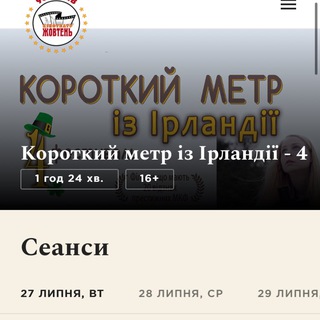 ЖОВТЕНЬ
КОРОТКИЙ МЕТР
із Ірландії
Короткий метр із Ірландії - 4
1 год 24 хв.
16+
Сеанси
27 ЛИПНЯ, ВТ
28 ЛИПНЯ, СР
29 ЛИПНЯ,